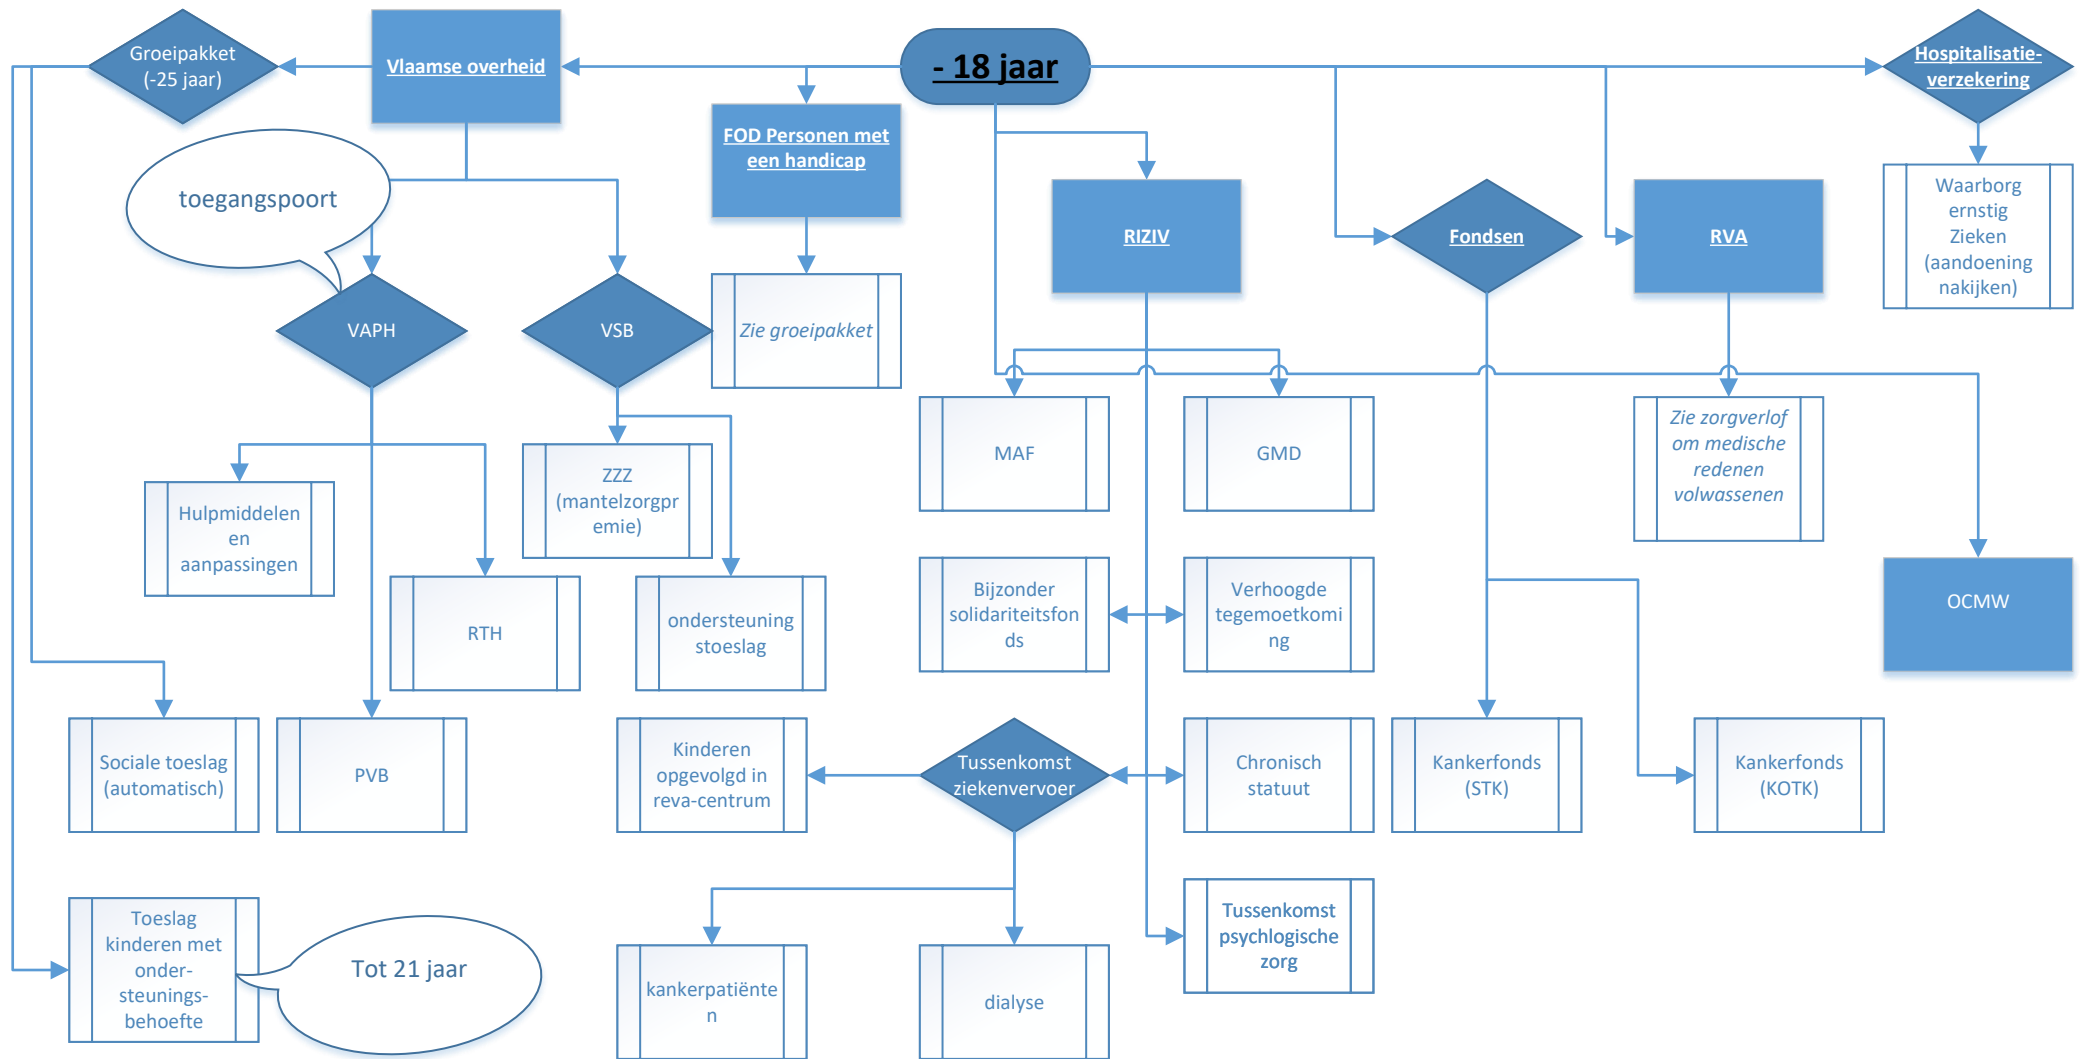 Groeipakket
(-25 jaar)
Vlaamse overheid
- 18 jaar
Hospitalisatie-
verzekering
FOD Personen met
een handicap
toegangspoort
RIZIV
Fondsen
RVA
Waarborg
ernstig
Zieken
(aandoening
nakijken)
VAPH
VSB
Zie groeipakket
MAF
GMD
Zie zorgverlof
om medische
redenen
volwassenen
ZZZ
(mantelzorgpr
emie)
Hulpmiddelen
en
aanpassingen
RTH
ondersteuning
stoeslag
Bijzonder
solidariteitsfon
ds
Verhoogde
tegemoetkomi
ng
OCMW
Sociale toeslag
(automatisch)
PVB
Kinderen
opgevolgd in
reva-centrum
Tussenkomst
ziekenvervoer
Chronisch
statuut
Kankerfonds
(STK)
Kankerfonds
(KOTK)
Toeslag
kinderen met
onder-
steunings-
behoefte
Tot 21 jaar
kankerpatiënte
n
dialyse
Tussenkomst
psychlogische
zorg